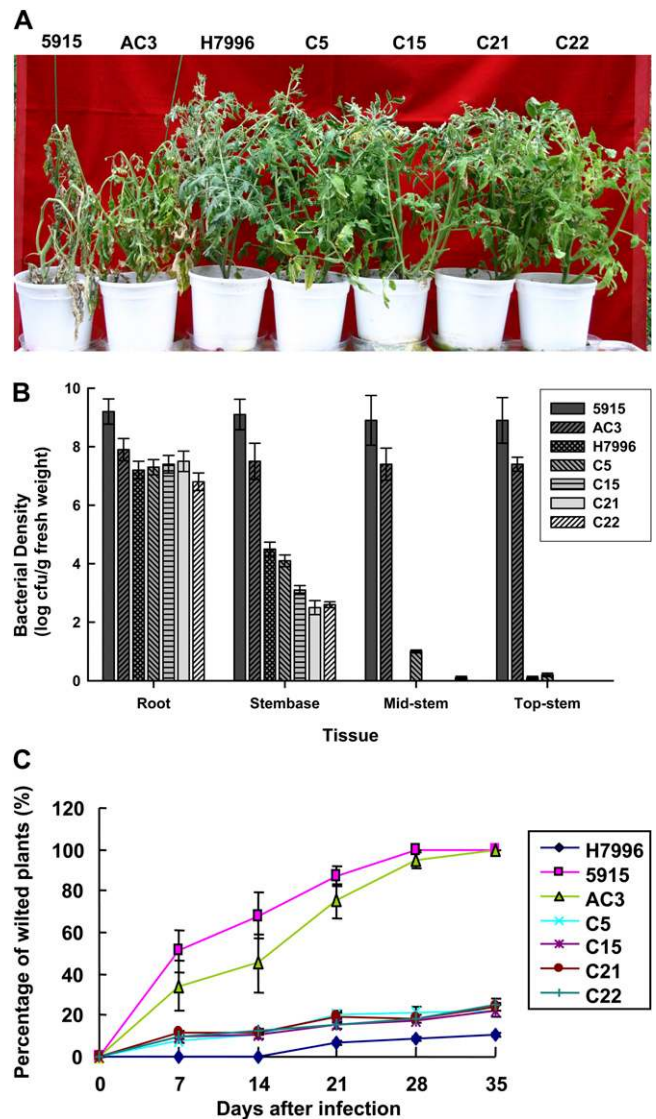 A
5915 AC3 H7996 C5 C15 C21 C22
B
Bacterial Density
(log cfu/g fresh weight)
10
8
6
4
2
0
Root Stembase Mid-stem Top-stem
Tissue
5915
AC3
H7996
C5
C15
C21
C22
C
Percentage of wilted plants (%)
120
100
80
60
40
20
0
0 7 14 21 28 35
Days after infection
H7996
5915
AC3
C5
C15
C21
C22